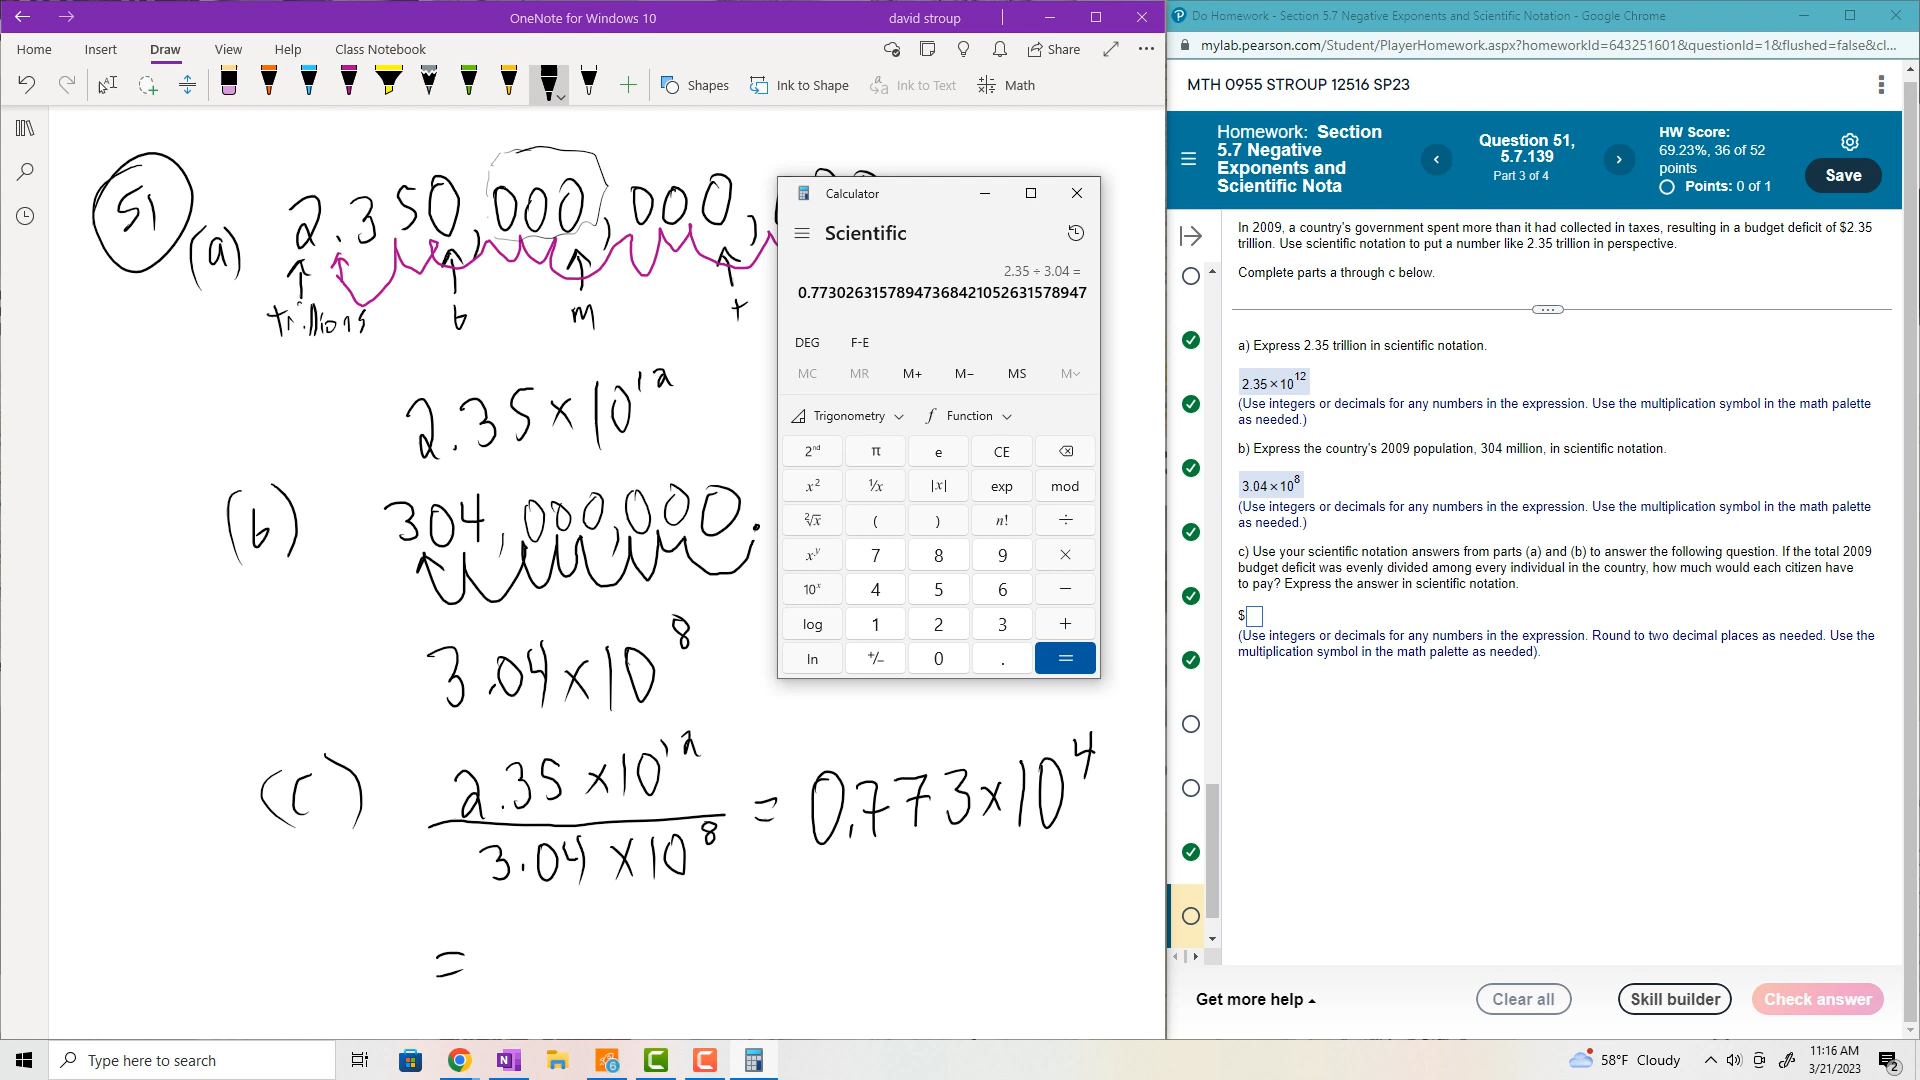 OneNote for Windows 10
david stroup
Home Insert Draw View Help Class Notebook
Share
Shapes Ink to Shape Ink to Text Math
51
(a) 2.350,000,000,
trillions b m t
2.35 x 10^12
(b) 304,000,000.
3.04 x 10^8
(c) 2.35 x 10^12
3.04 x 10^8
= 0.773 x 10^4
=
Calculator
Scientific
2.35 ÷ 3.04 =
0.77302631578947368421052631578947
DEG F-E
MC MR M+ M− MS M
Trigonometry f Function
2nd π e CE
x² ¹/x |x| exp mod
²√x ( ) n! ÷
x^y 7 8 9 ×
10^x 4 5 6 −
log 1 2 3 +
ln +/− 0 . =
Do Homework - Section 5.7 Negative Exponents and Scientific Notation - Google Chrome
mylab.pearson.com/Student/PlayerHomework.aspx?homeworkId=643251601&questionId=1&flushed=false&cl...
MTH 0955 STROUP 12516 SP23
Homework: Section
5.7 Negative
Exponents and
Scientific Nota
Question 51,
5.7.139
Part 3 of 4
HW Score:
69.23%, 36 of 52
points
Points: 0 of 1
Save
In 2009, a country's government spent more than it had collected in taxes, resulting in a budget deficit of $2.35
trillion. Use scientific notation to put a number like 2.35 trillion in perspective.
Complete parts a through c below.
a) Express 2.35 trillion in scientific notation.
2.35×10^12
(Use integers or decimals for any numbers in the expression. Use the multiplication symbol in the math palette
as needed.)
b) Express the country's 2009 population, 304 million, in scientific notation.
3.04×10^8
(Use integers or decimals for any numbers in the expression. Use the multiplication symbol in the math palette
as needed.)
c) Use your scientific notation answers from parts (a) and (b) to answer the following question. If the total 2009
budget deficit was evenly divided among every individual in the country, how much would each citizen have
to pay? Express the answer in scientific notation.
$
(Use integers or decimals for any numbers in the expression. Round to two decimal places as needed. Use the
multiplication symbol in the math palette as needed).
Get more help
Clear all Skill builder Check answer
Type here to search
58°F Cloudy
11:16 AM
3/21/2023
2